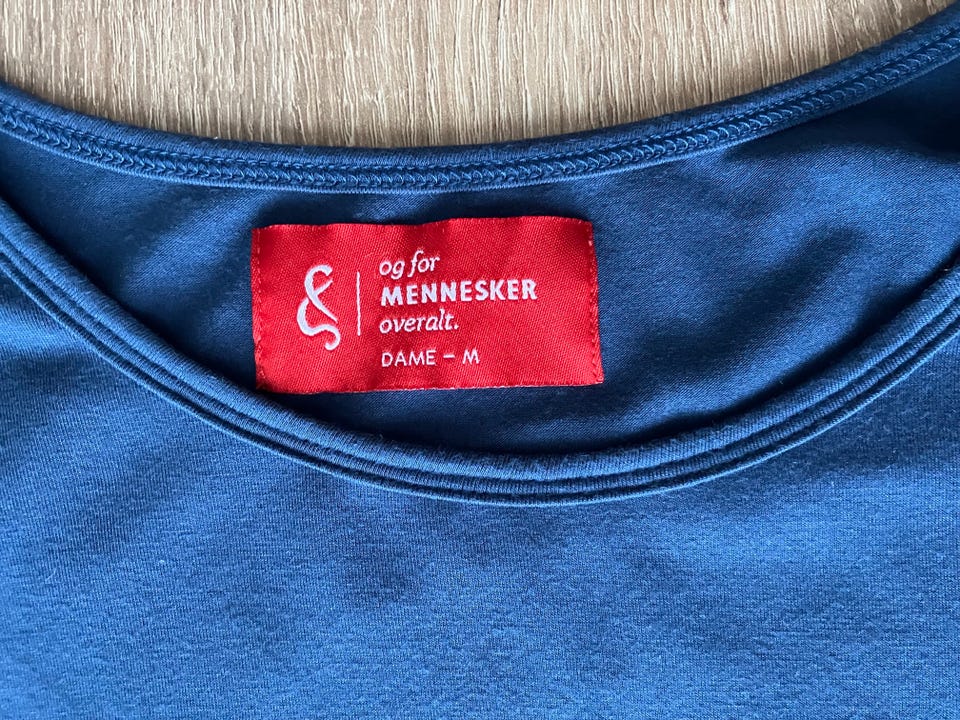 og for
MENNESKER
overalt.
DAME – M